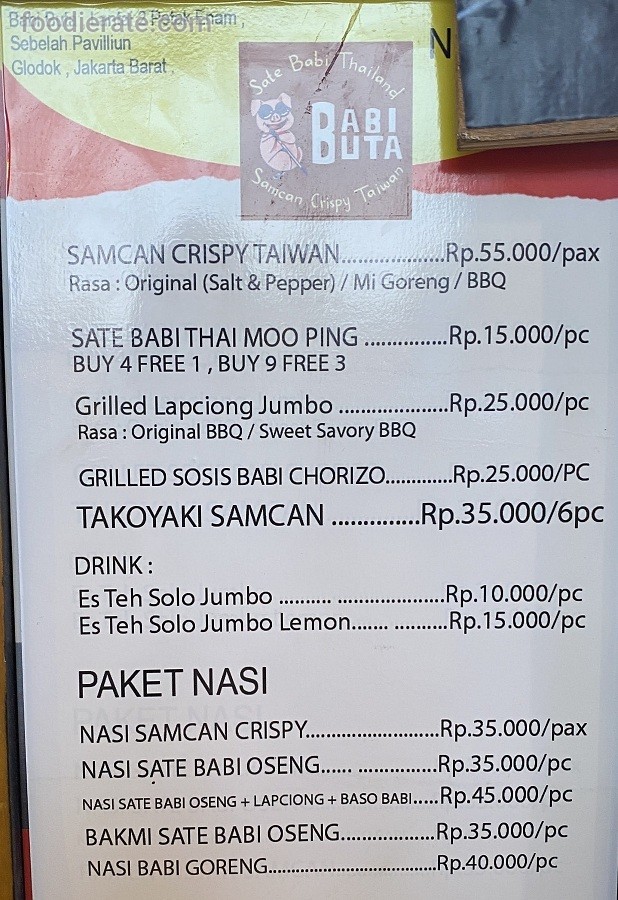 foodierate.com
Petak Enam ,
Sebelah Pavilliun
Glodok , Jakarta Barat .
N
Sate Babi Thailand
BABI
BUTA
Samcan Crispy Taiwan
SAMCAN CRISPY TAIWAN....................Rp.55.000/pax
Rasa : Original (Salt & Pepper) / Mi Goreng / BBQ
SATE BABI THAI MOO PING ...............Rp.15.000/pc
BUY 4 FREE 1 , BUY 9 FREE 3
Grilled Lapciong Jumbo .....................Rp.25.000/pc
Rasa : Original BBQ / Sweet Savory BBQ
GRILLED SOSIS BABI CHORIZO.............Rp.25.000/PC
TAKOYAKI SAMCAN ...............Rp.35.000/6pc
DRINK :
Es Teh Solo Jumbo .......... ....................Rp.10.000/pc
Es Teh Solo Jumbo Lemon....... ..........Rp.15.000/pc
PAKET NASI
NASI SAMCAN CRISPY.........................Rp.35.000/pax
NASI SATE BABI OSENG...... ...............Rp.35.000/pc
NASI SATE BABI OSENG + LAPCIONG + BASO BABI.....Rp.45.000/pc
BAKMI SATE BABI OSENG..................Rp.35.000/pc
NASI BABI GORENG.....................................Rp.40.000/pc